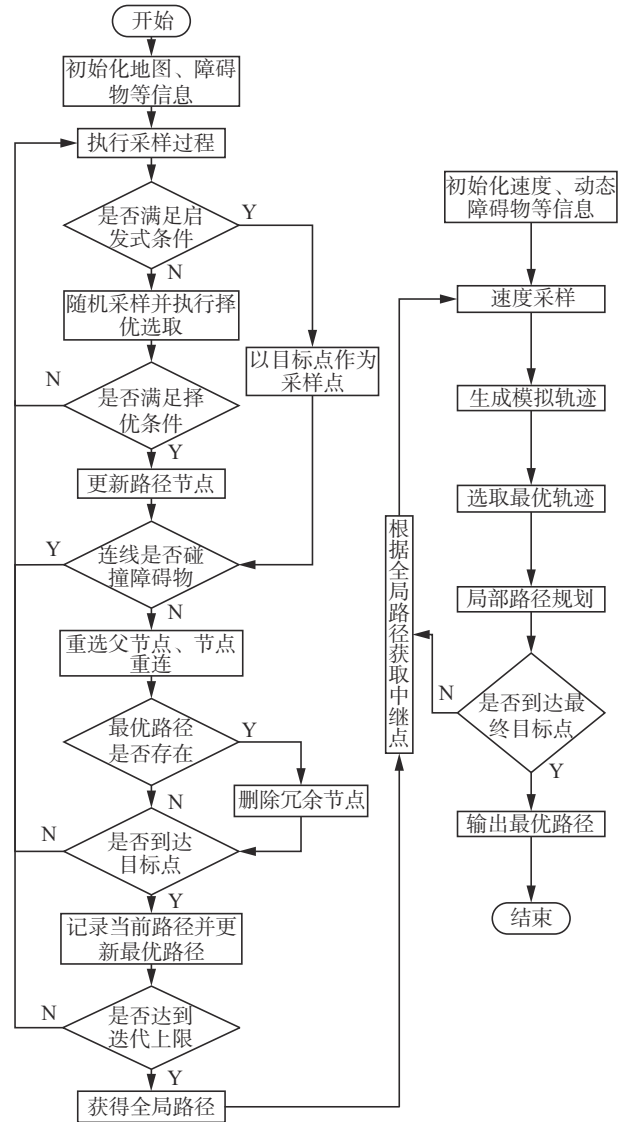 开始
初始化地图、障碍
物等信息
执行采样过程
是否满足启
发式条件
Y
N
随机采样并执行择
优选取
以目标点作为
采样点
N
是否满足择
优条件
Y
更新路径节点
Y
连线是否碰
撞障碍物
N
重选父节点、节点
重连
最优路径
是否存在
Y
N
删除冗余节点
N
是否到达
目标点
Y
记录当前路径并更
新最优路径
N
是否达到
迭代上限
Y
获得全局路径
根据全局路径获取中继点
初始化速度、动态
障碍物等信息
速度采样
生成模拟轨迹
选取最优轨迹
局部路径规划
N
是否到达最
终目标点
Y
输出最优路径
结束